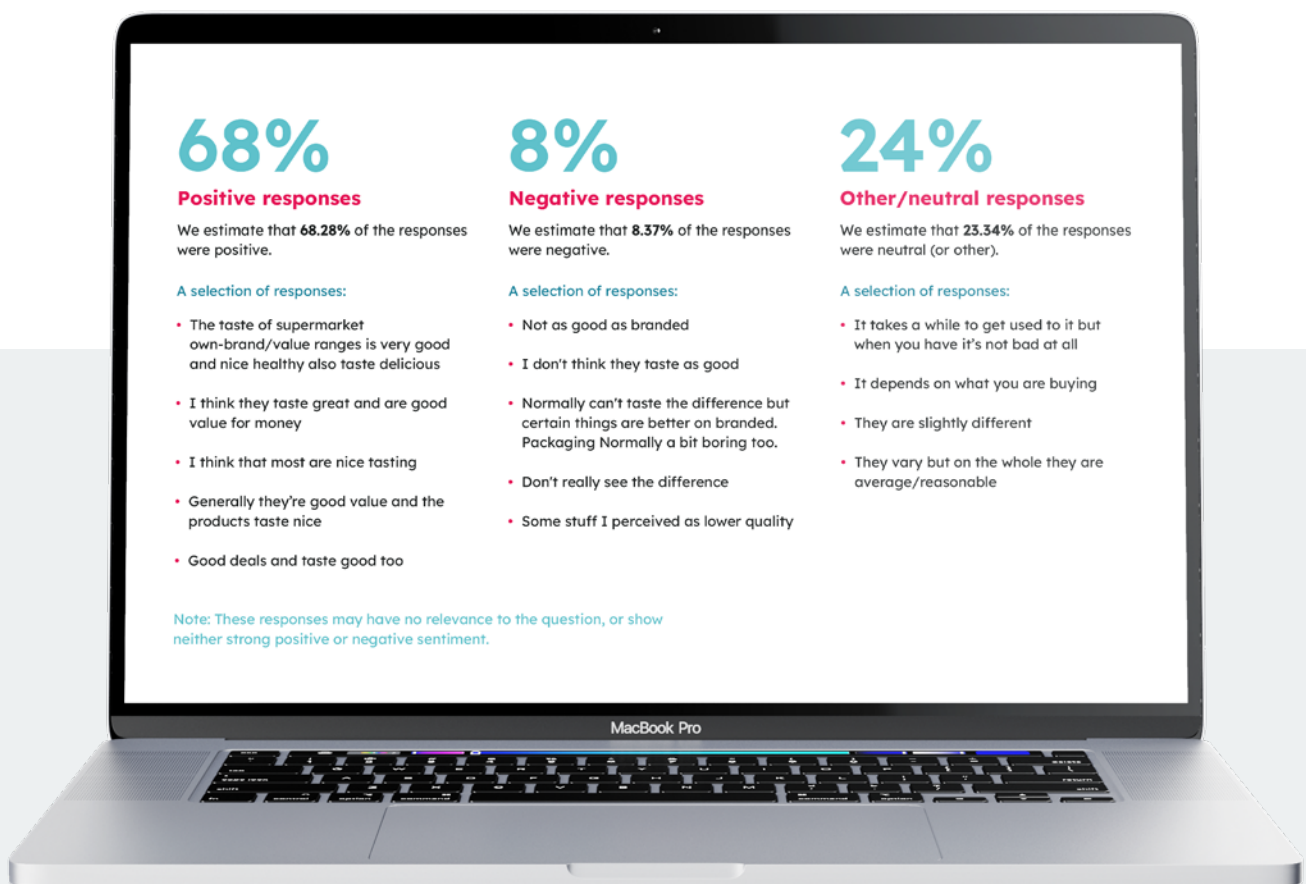 68%
Positive responses
We estimate that 68.28% of the responses
were positive.
A selection of responses:
• The taste of supermarket
own-brand/value ranges is very good
and nice healthy also taste delicious
• I think they taste great and are good
value for money
• I think that most are nice tasting
• Generally they're good value and the
products taste nice
• Good deals and taste good too
8%
Negative responses
We estimate that 8.37% of the responses
were negative.
A selection of responses:
• Not as good as branded
• I don't think they taste as good
• Normally can't taste the difference but
certain things are better on branded.
Packaging Normally a bit boring too.
• Don't really see the difference
• Some stuff I perceived as lower quality
24%
Other/neutral responses
We estimate that 23.34% of the responses
were neutral (or other).
A selection of responses:
• It takes a while to get used to it but
when you have it's not bad at all
• It depends on what you are buying
• They are slightly different
• They vary but on the whole they are
average/reasonable
Note: These responses may have no relevance to the question, or show
neither strong positive or negative sentiment.
MacBook Pro